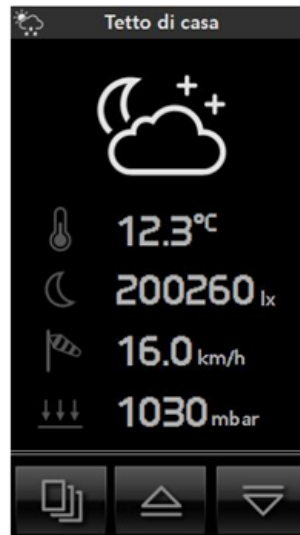 Tetto di casa
12.3°C
200260 lx
16.0 km/h
1030 mbar